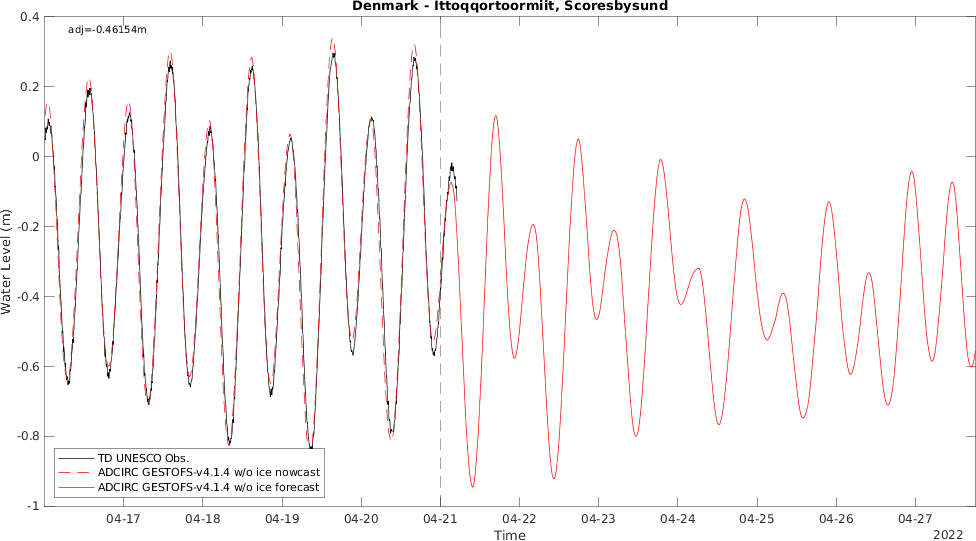 Denmark - Ittoqqortoormiit, Scoresbysund
adj=-0.46154m
0.4
0.2
0
-0.2
-0.4
-0.6
-0.8
-1
Water Level (m)
TD UNESCO Obs.
ADCIRC GESTOFS-v4.1.4 w/o ice nowcast
ADCIRC GESTOFS-v4.1.4 w/o ice forecast
04-17 04-18 04-19 04-20 04-21 04-22 04-23 04-24 04-25 04-26 04-27
Time
2022